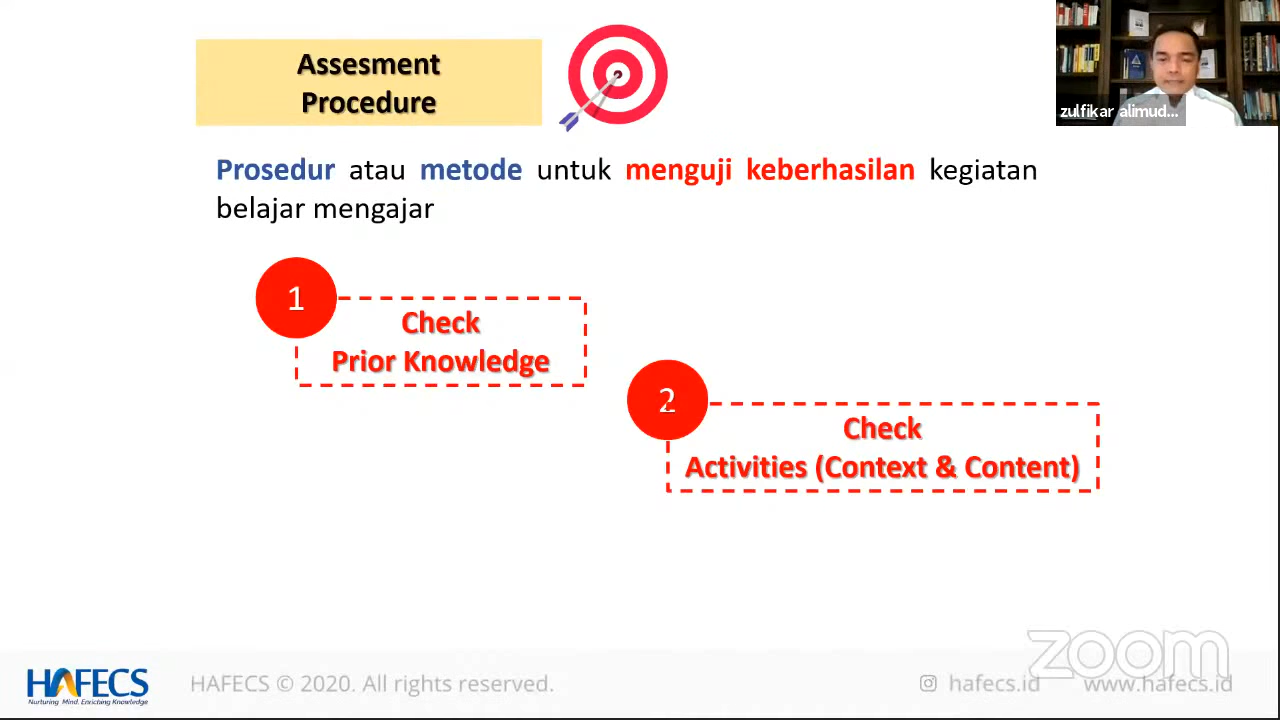 Assesment
Procedure
zulfikar alimud...
Prosedur atau metode untuk menguji keberhasilan kegiatan
belajar mengajar
1
Check
Prior Knowledge
2
Check
Activities (Context & Content)
zoom
HAFECS
Nurturing Mind. Enriching Knowledge
HAFECS © 2020. All rights reserved.
hafecs.id
www.hafecs.id